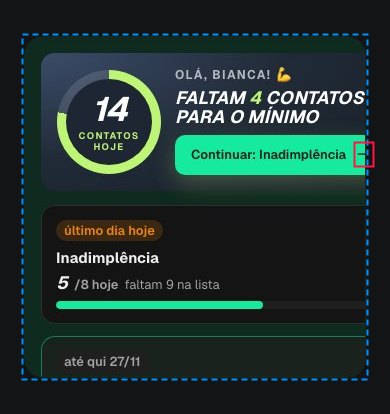 OLÁ, BIANCA! 💪
14
CONTATOS
HOJE
FALTAM 4 CONTATOS
PARA O MÍNIMO
Continuar: Inadimplência
último dia hoje
Inadimplência
5 /8 hoje faltam 9 na lista
até qui 27/11